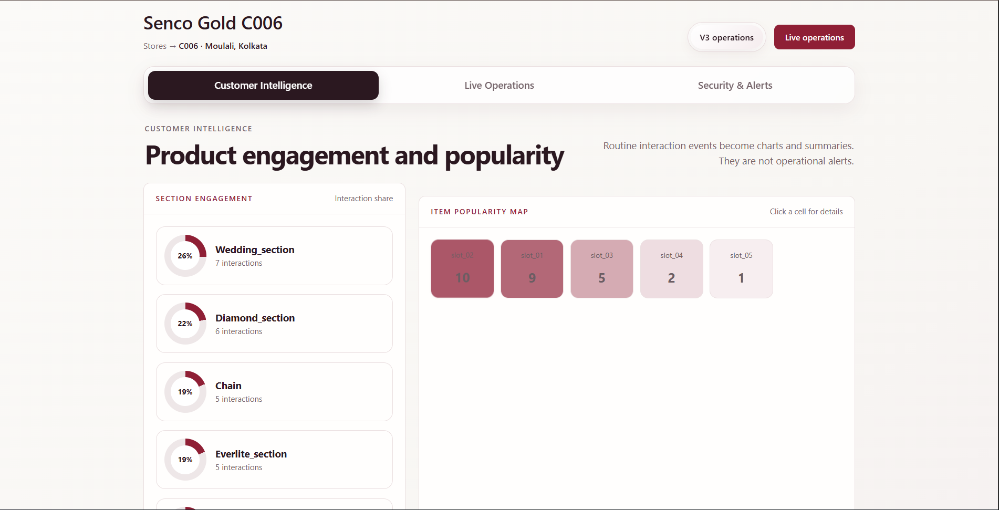 Senco Gold C006
Stores → C006 · Moulali, Kolkata
V3 operations
Live operations
Customer Intelligence
Live Operations
Security & Alerts
CUSTOMER INTELLIGENCE
Product engagement and popularity
Routine interaction events become charts and summaries.
They are not operational alerts.
SECTION ENGAGEMENT
Interaction share
26%
Wedding_section
7 interactions
22%
Diamond_section
6 interactions
19%
Chain
5 interactions
19%
Everlite_section
5 interactions
ITEM POPULARITY MAP
Click a cell for details
slot_02
10
slot_01
9
slot_03
5
slot_04
2
slot_05
1